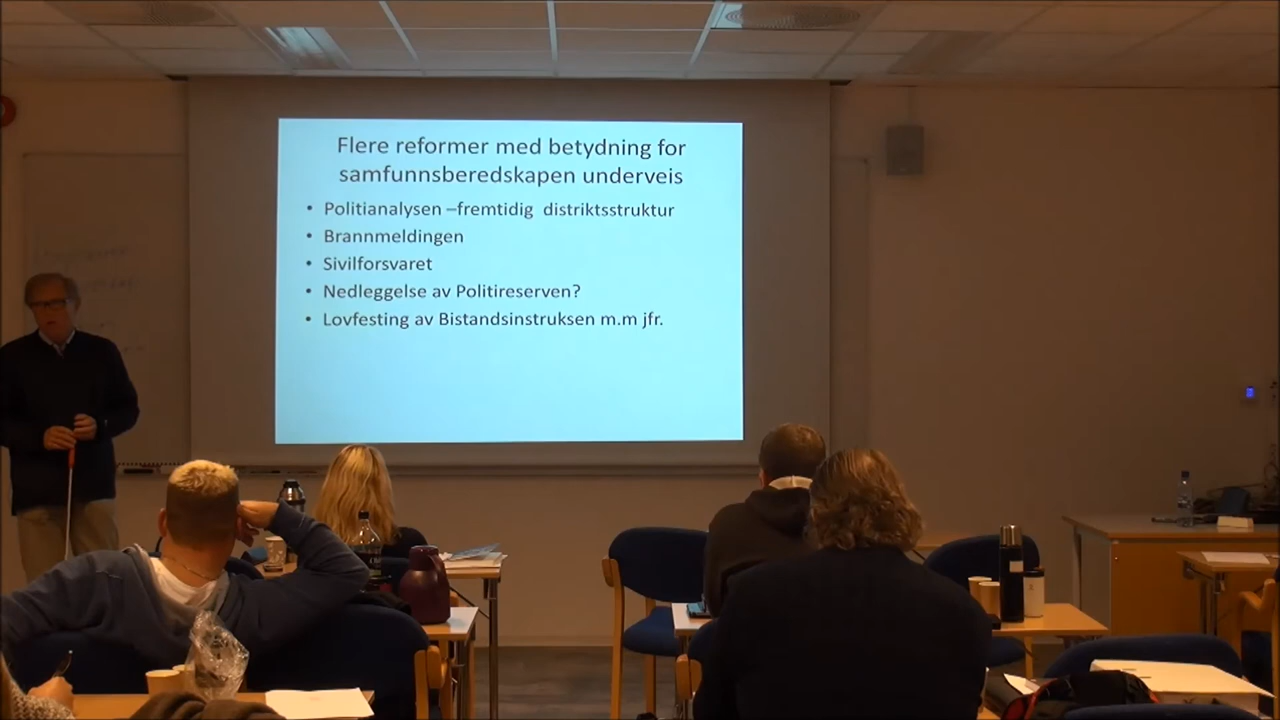 Flere reformer med betydning for
samfunnsberedskapen underveis
• Politianalysen –fremtidig distriktsstruktur
• Brannmeldingen
• Sivilforsvaret
• Nedleggelse av Politireserven?
• Lovfesting av Bistandsinstruksen m.m jfr.